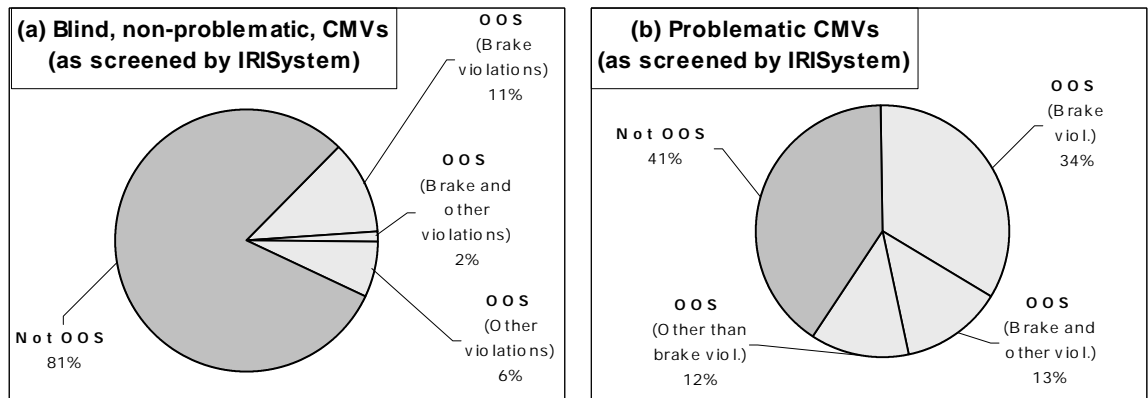 (a) Blind, non-problematic, CMVs
(as screened by IRISystem)
OOS
(Brake
violations)
11%
OOS
(Brake and
other
violations)
2%
OOS
(Other
violations)
6%
Not OOS
81%
(b) Problematic CMVs
(as screened by IRISystem)
OOS
(Brake
viol.)
34%
Not OOS
41%
OOS
(Other than
brake viol.)
12%
OOS
(Brake and
other viol.)
13%